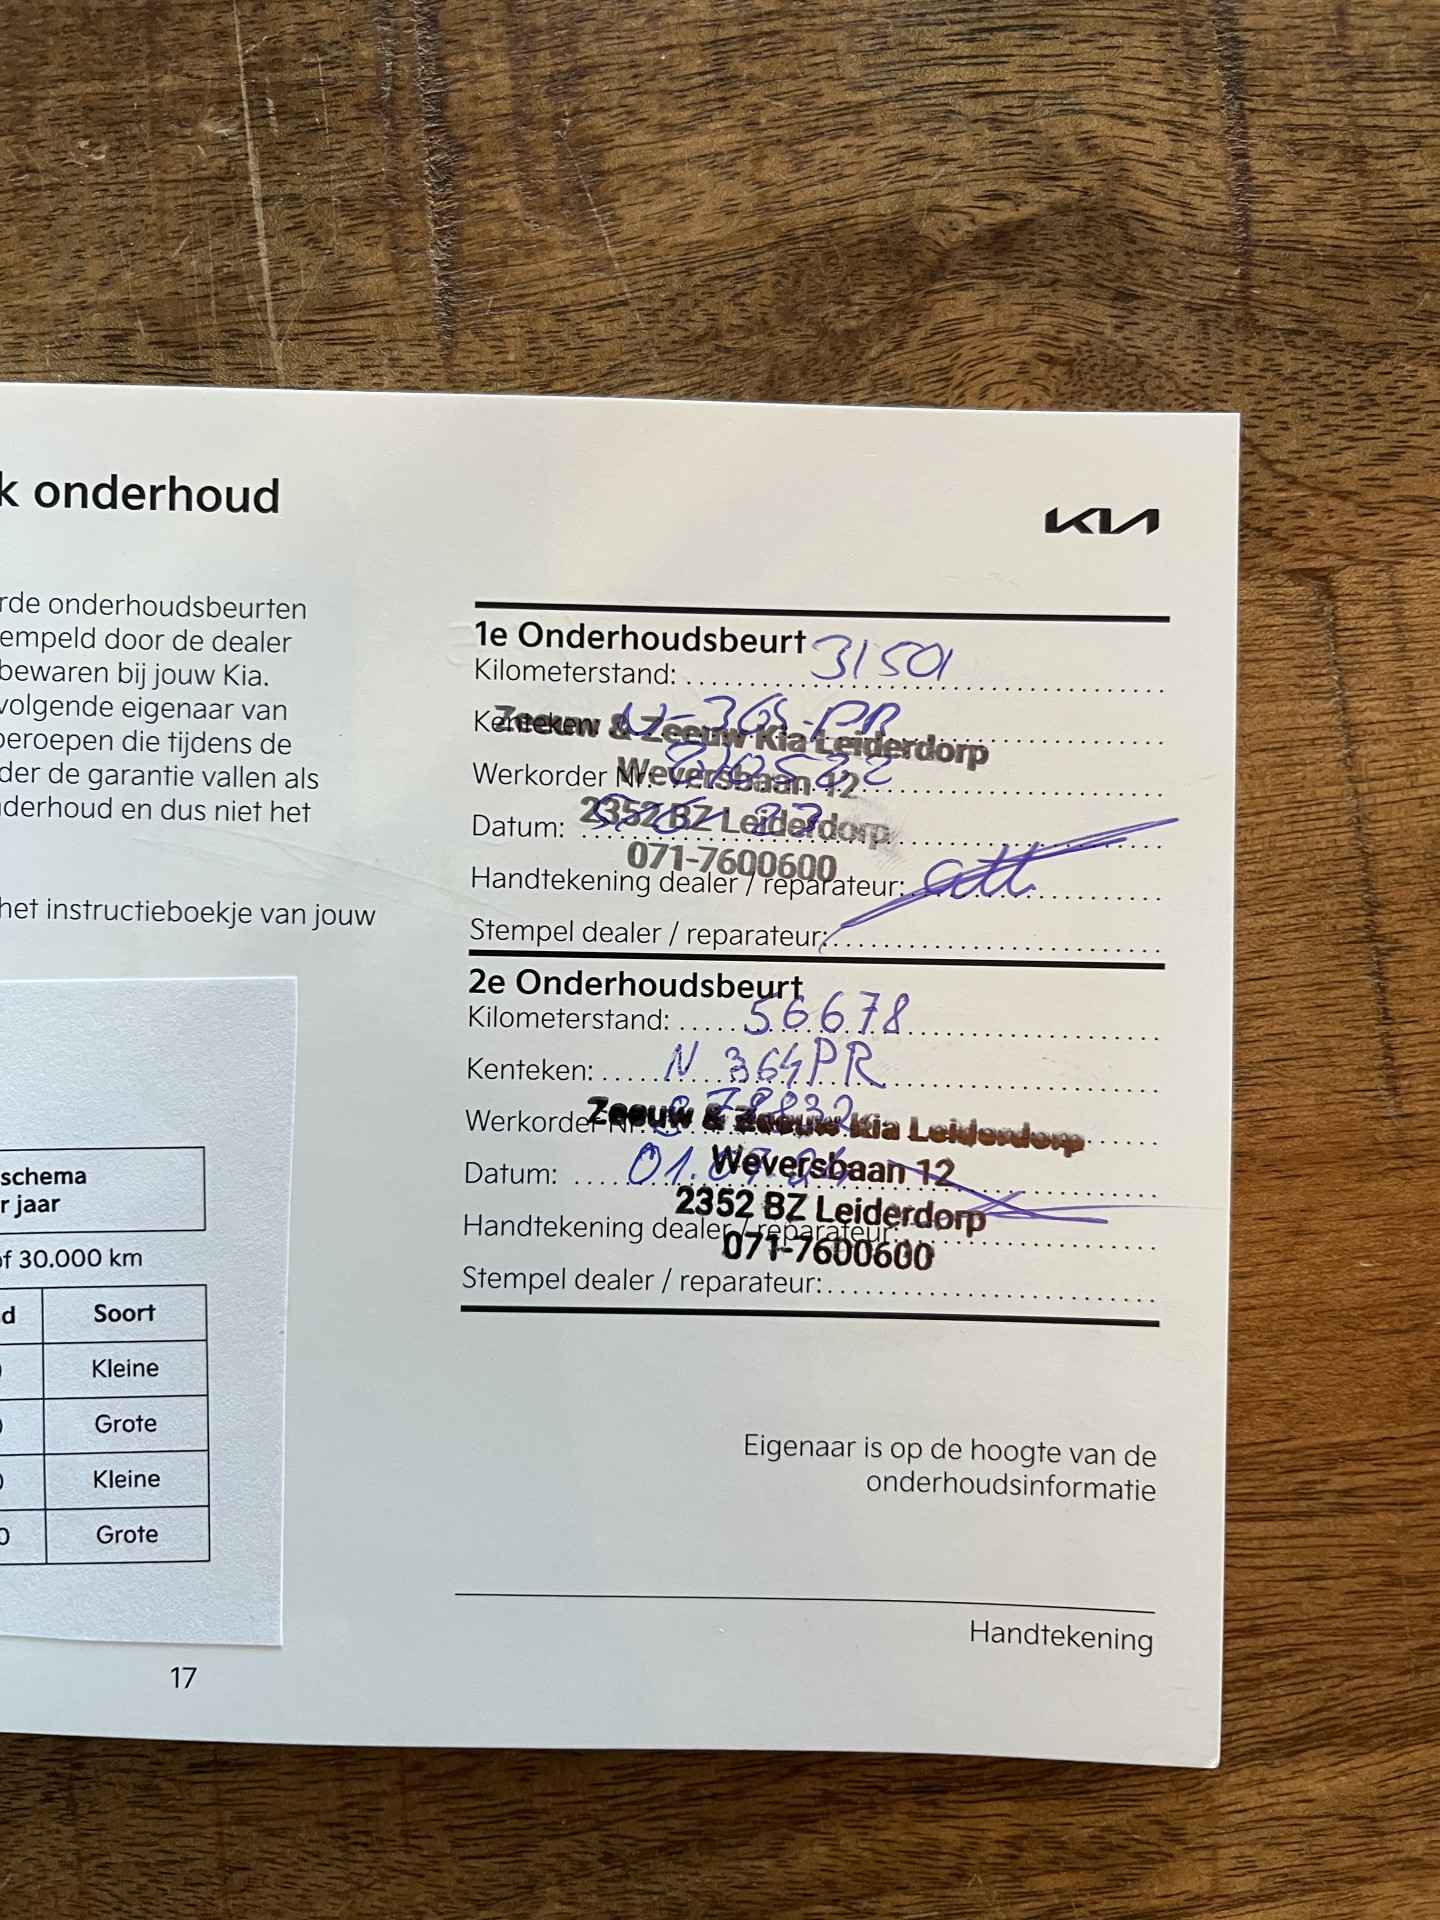 k onderhoud
KIA
rde onderhoudsbeurten
empeld door de dealer
bewaren bij jouw Kia.
volgende eigenaar van
beroepen die tijdens de
der de garantie vallen als
nderhoud en dus niet het
het instructieboekje van jouw
schema
r jaar
of 30.000 km
d Soort
Kleine
Grote
Kleine
0 Grote
17
1e Onderhoudsbeurt
Kilometerstand: 31501
Kenteken:
Zeeuw & Zeeuw Kia Leiderdorp
Werkorder Nr:
Weversbaan 12
Datum:
2352 BZ Leiderdorp
071-7600600
Handtekening dealer / reparateur:
Stempel dealer / reparateur:
2e Onderhoudsbeurt
Kilometerstand: 56678
Kenteken: N 364PR
Werkorder Nr:
Zeeuw & Zeeuw Kia Leiderdorp
Datum:
Weversbaan 12
2352 BZ Leiderdorp
Handtekening dealer / reparateur:
071-7600600
Stempel dealer / reparateur:
Eigenaar is op de hoogte van de
onderhoudsinformatie
Handtekening